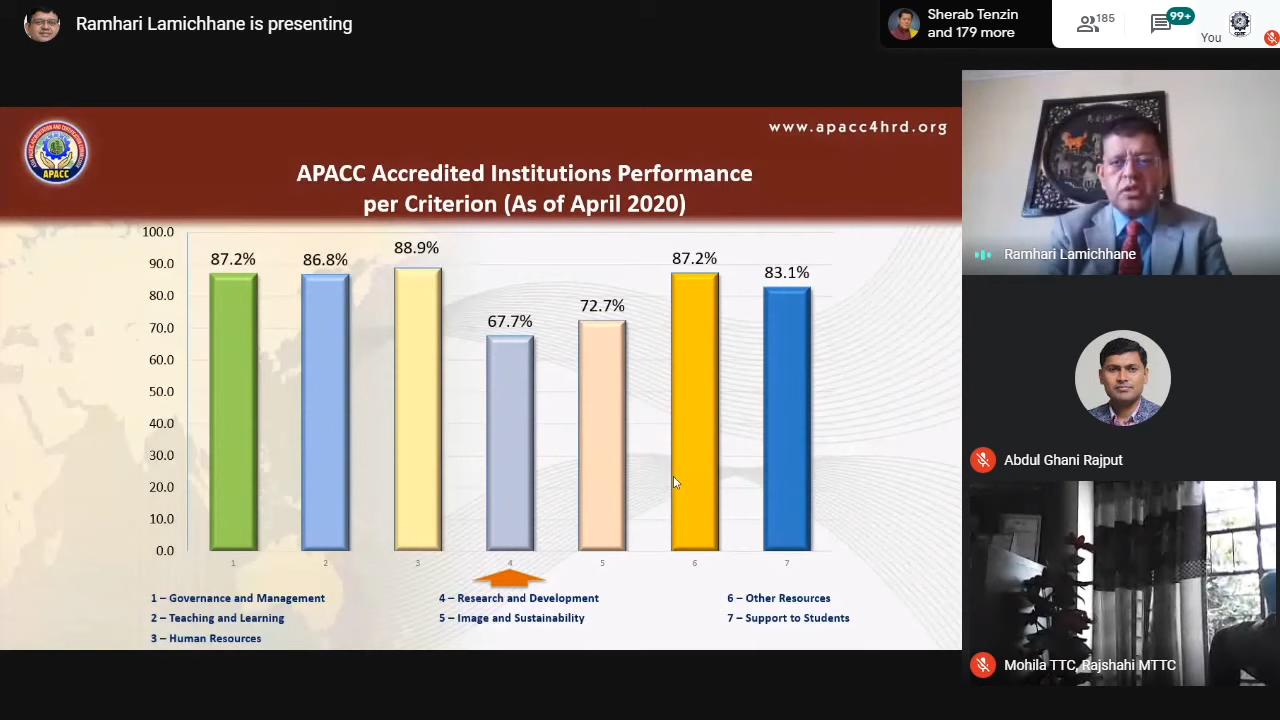 Ramhari Lamichhane is presenting
Sherab Tenzin
and 179 more
185
99+
You
www.apacc4hrd.org
APACC
APACC Accredited Institutions Performance
per Criterion (As of April 2020)
100.0
90.0
80.0
70.0
60.0
50.0
40.0
30.0
20.0
10.0
0.0
87.2%
86.8%
88.9%
67.7%
72.7%
87.2%
83.1%
1
2
3
4
5
6
7
1 – Governance and Management
2 – Teaching and Learning
3 – Human Resources
4 – Research and Development
5 – Image and Sustainability
6 – Other Resources
7 – Support to Students
Ramhari Lamichhane
Abdul Ghani Rajput
Mohila TTC, Rajshahi MTTC